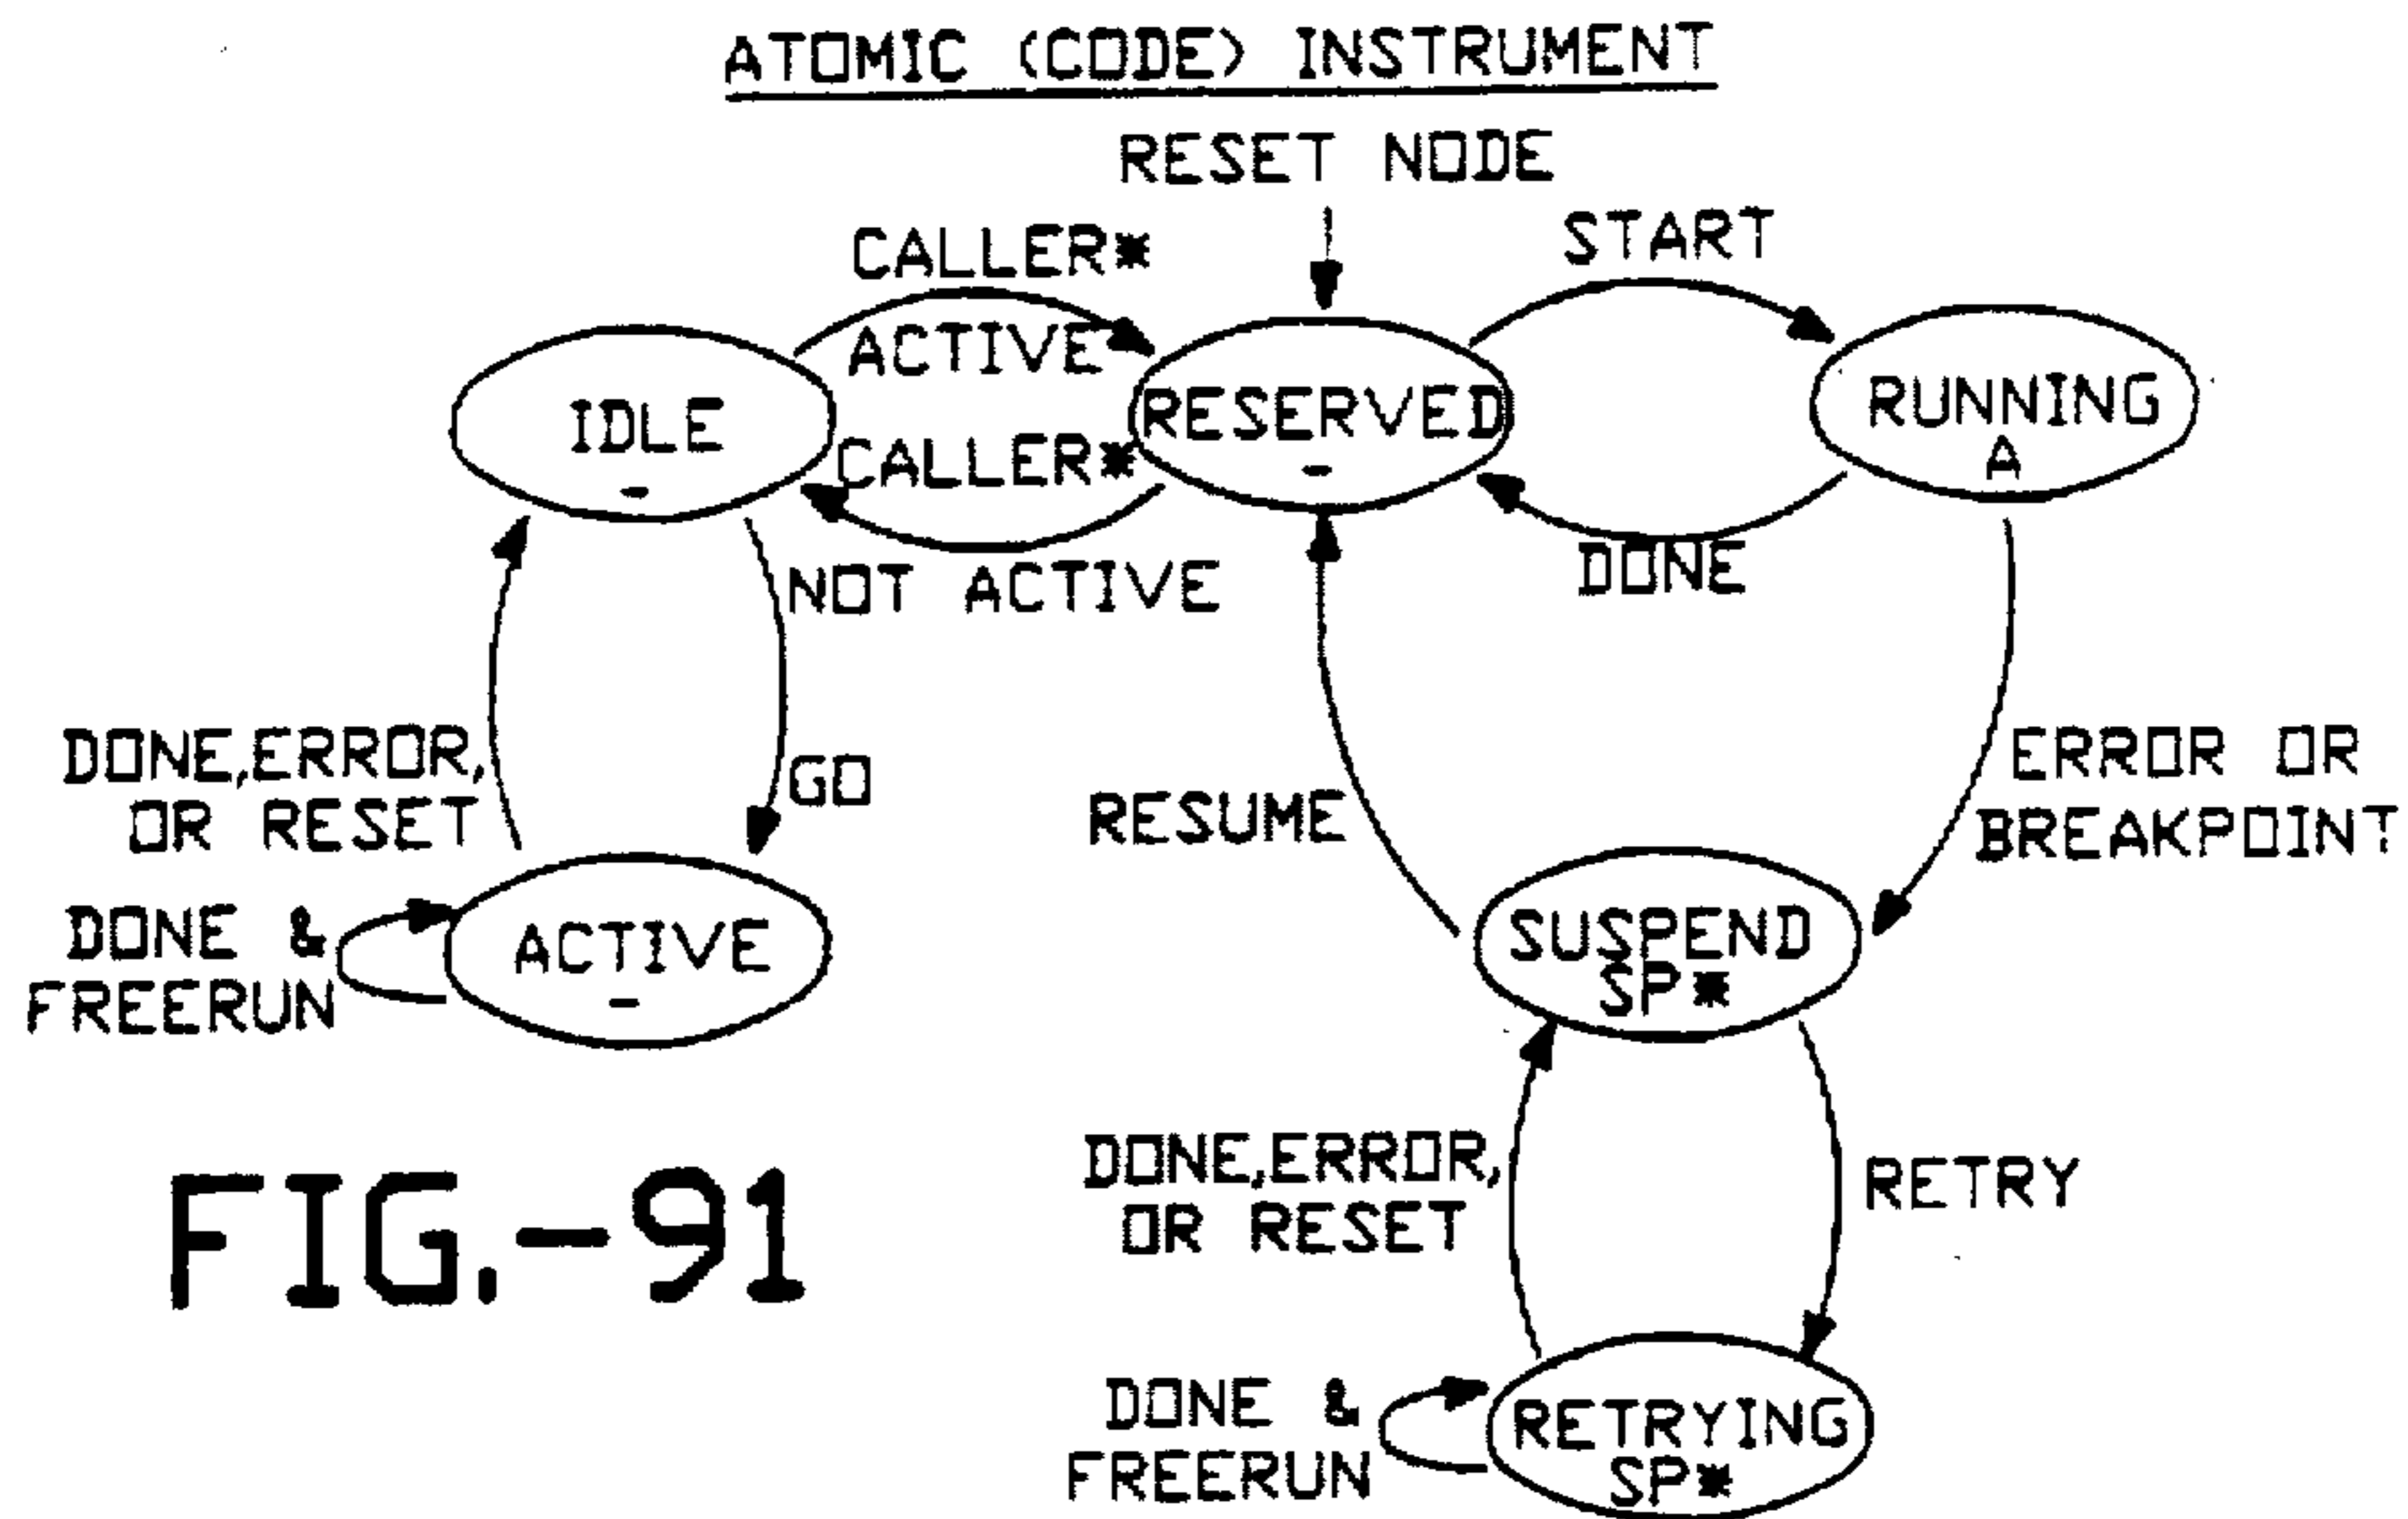 ATOMIC (CODE) INSTRUMENT
RESET NODE
CALLER*
ACTIVE
START
IDLE
-
RESERVED
-
RUNNING
A
CALLER*
NOT ACTIVE
DONE
DONE,ERROR,
OR RESET
GO
RESUME
ERROR OR
BREAKPOINT
DONE &
FREERUN
ACTIVE
-
SUSPEND
SP*
DONE,ERROR,
OR RESET
RETRY
DONE &
FREERUN
RETRYING
SP*
FIG.-91